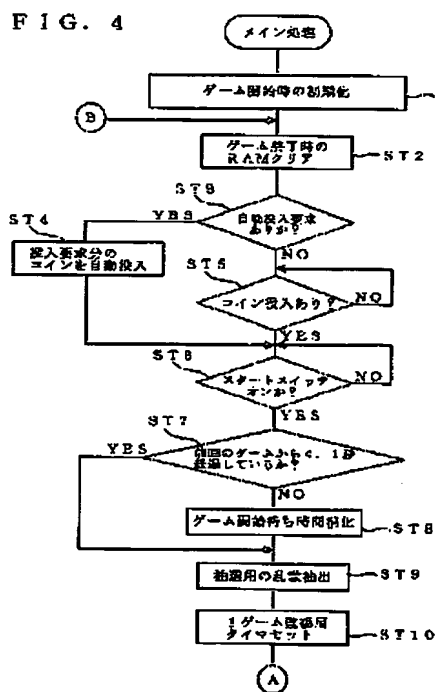 FIG. 4
メイン処理
ゲーム開始時の初期化
B
ゲーム終了時の
RAMクリア
ST2
ST3
自動投入要求
ありか?
YES
NO
ST4
投入要求分の
コインを自動投入
ST5
コイン投入あり?
NO
YES
ST6
スタートスイッチ
オンか?
NO
YES
ST7
前回のゲームから4.1秒
経過しているか?
YES
NO
ゲーム開始待ち時間消化
ST8
抽選用の乱数抽出
ST9
1ゲーム監視用
タイマセット
ST10
A